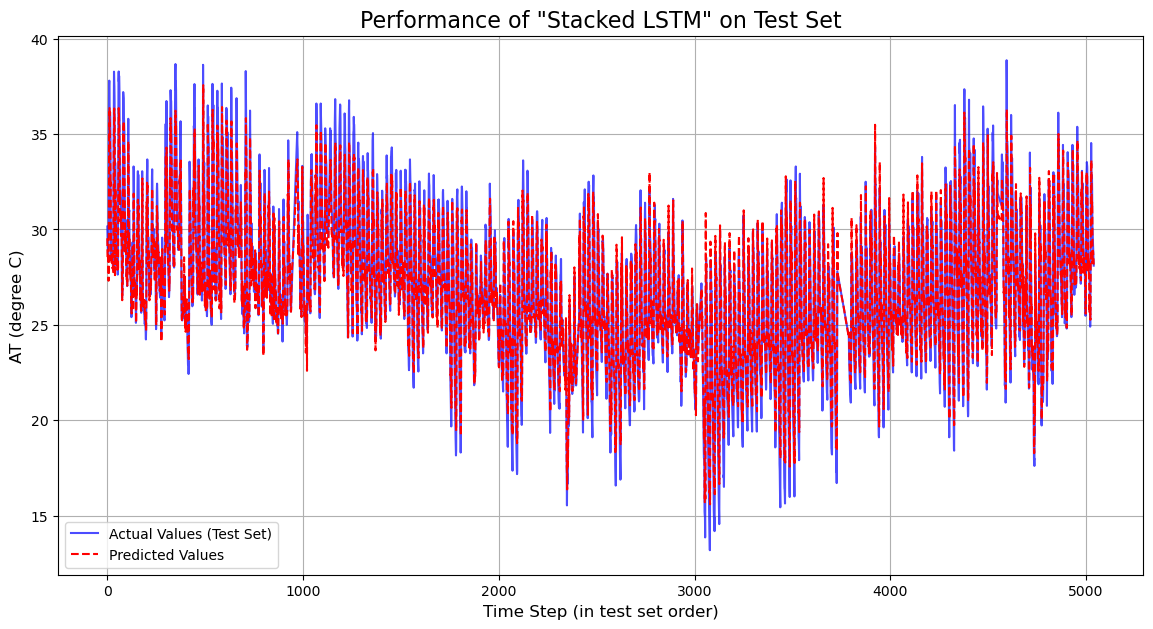 Performance of "Stacked LSTM" on Test Set
40
35
30
25
20
15
AT (degree C)
Actual Values (Test Set)
Predicted Values
0 1000 2000 3000 4000 5000
Time Step (in test set order)